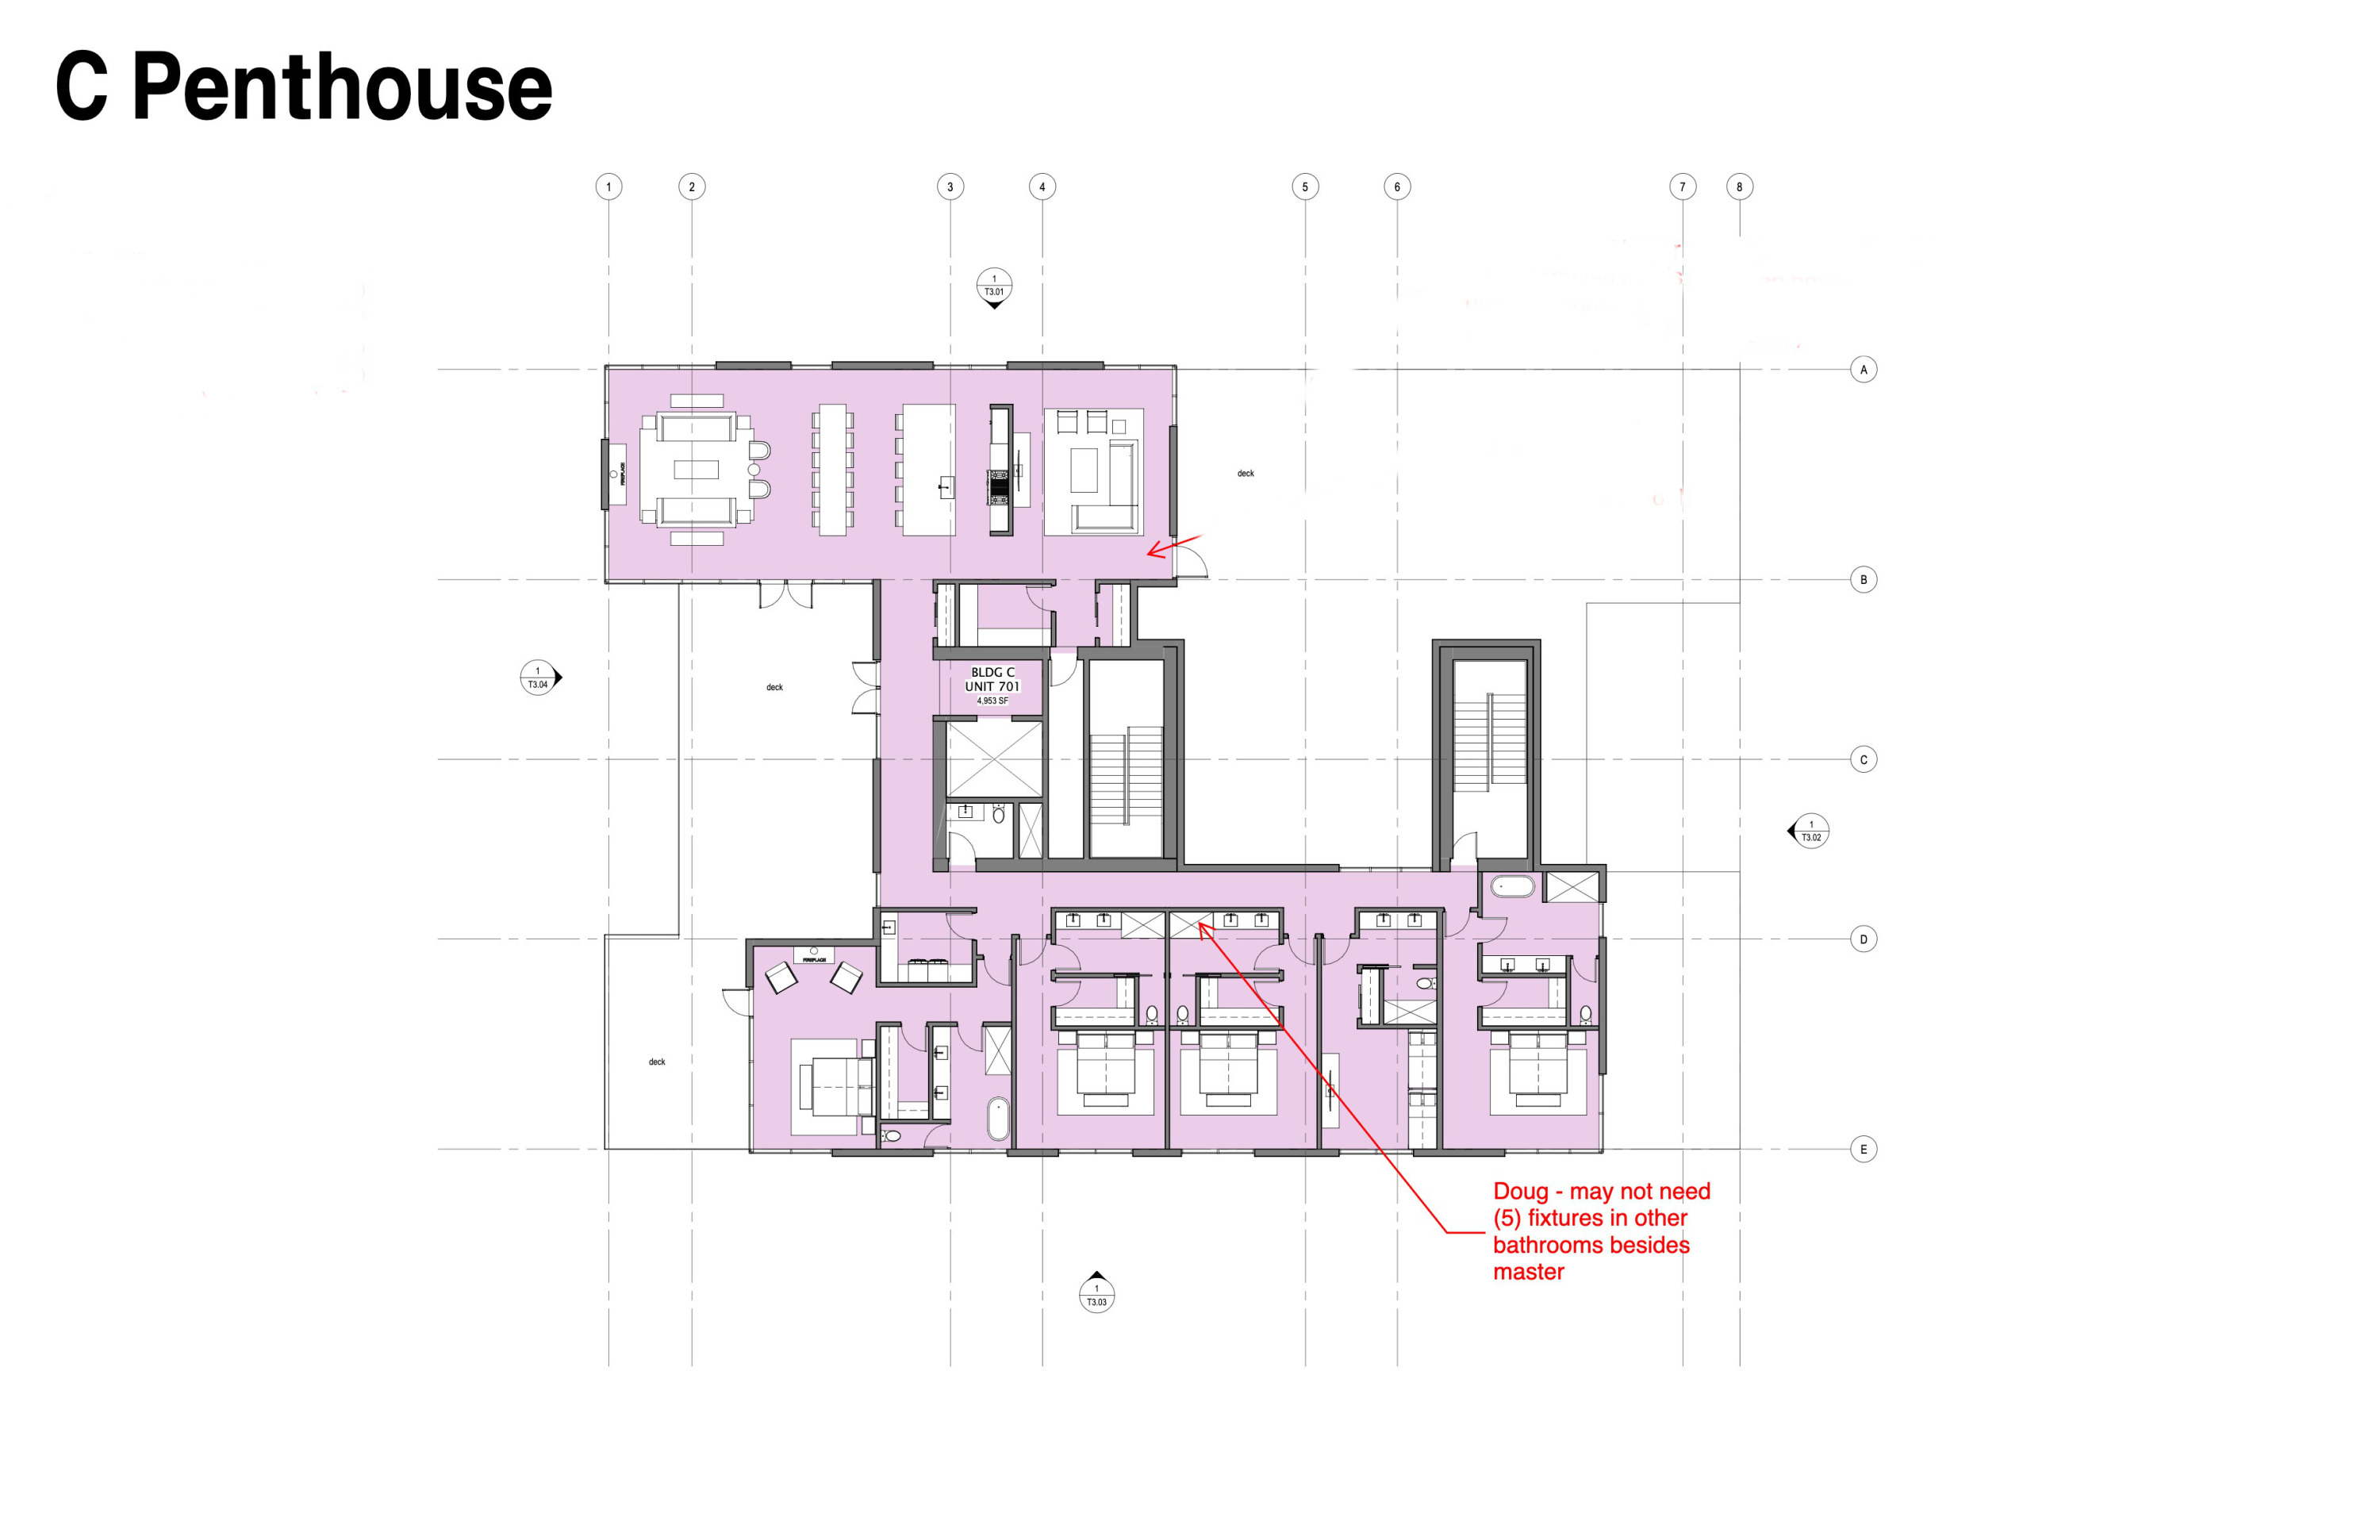 C Penthouse
1
2
3
4
5
6
7
8
1
T3.01
A
FIREPLACE
deck
B
BLDG C
UNIT 701
4,953 SF
1
T3.04
deck
C
1
T3.02
D
FIREPLACE
deck
E
Doug - may not need
(5) fixtures in other
bathrooms besides
master
1
T3.03